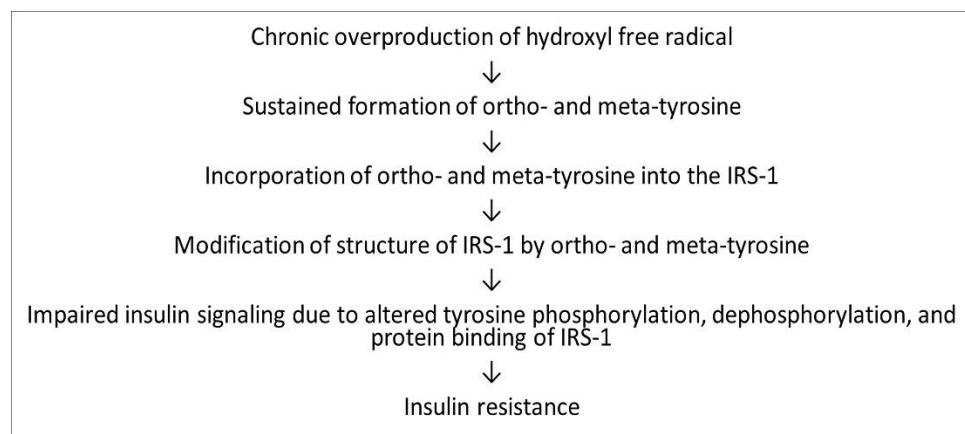 Chronic overproduction of hydroxyl free radical
↓
Sustained formation of ortho- and meta-tyrosine
↓
Incorporation of ortho- and meta-tyrosine into the IRS-1
↓
Modification of structure of IRS-1 by ortho- and meta-tyrosine
↓
Impaired insulin signaling due to altered tyrosine phosphorylation, dephosphorylation, and
protein binding of IRS-1
↓
Insulin resistance